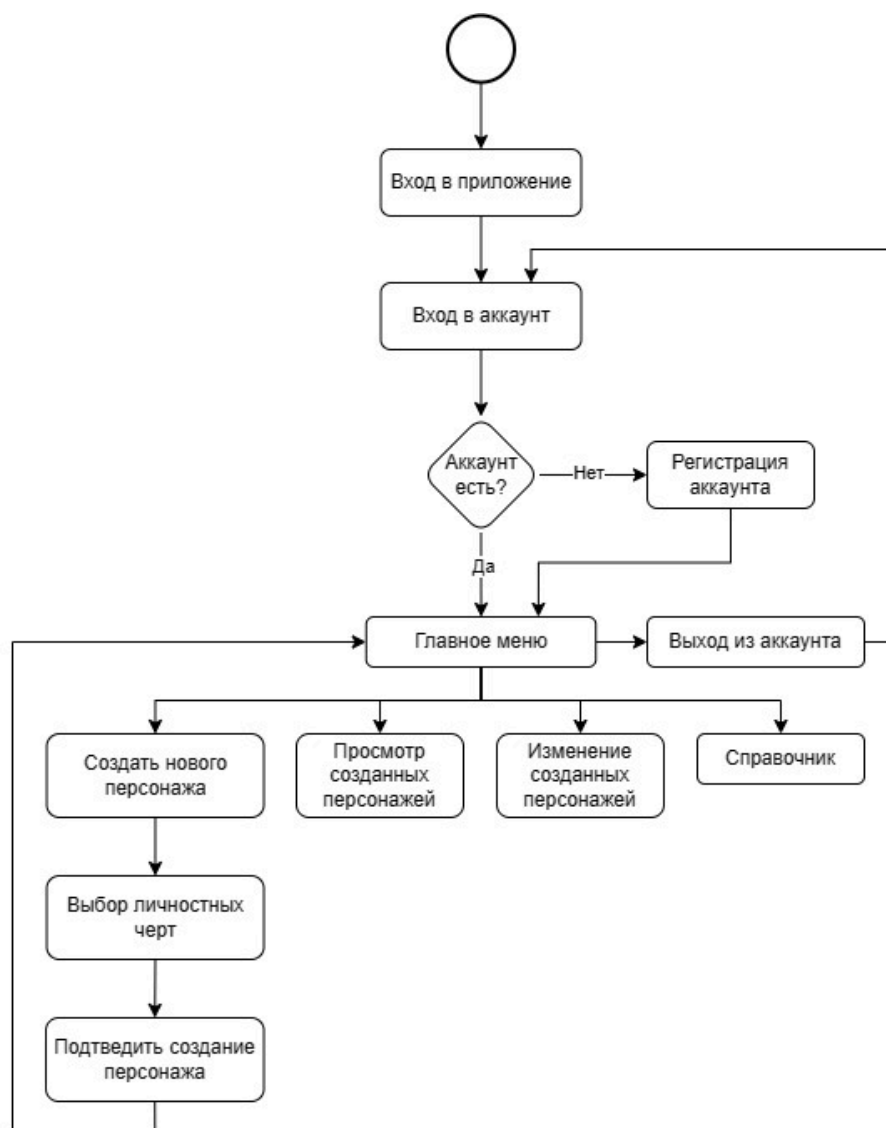 Вход в приложение
Вход в аккаунт
Аккаунт
есть?
Нет
Регистрация
аккаунта
Да
Главное меню
Выход из аккаунта
Создать нового
персонажа
Просмотр
созданных
персонажей
Изменение
созданных
персонажей
Справочник
Выбор личностных
черт
Подтведить создание
персонажа